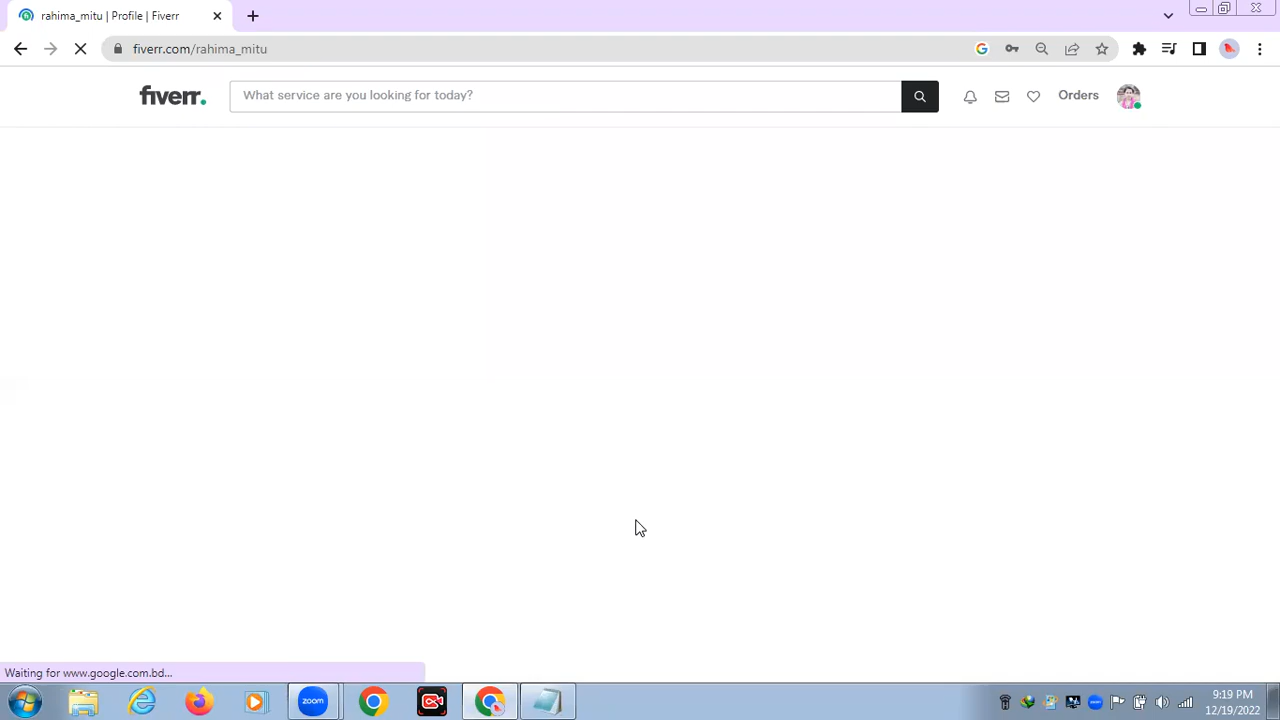 rahima_mitu | Profile | Fiverr
fiverr.com/rahima_mitu
fiverr.
What service are you looking for today?
Orders
Waiting for www.google.com.bd...
zoom
9:19 PM
12/19/2022